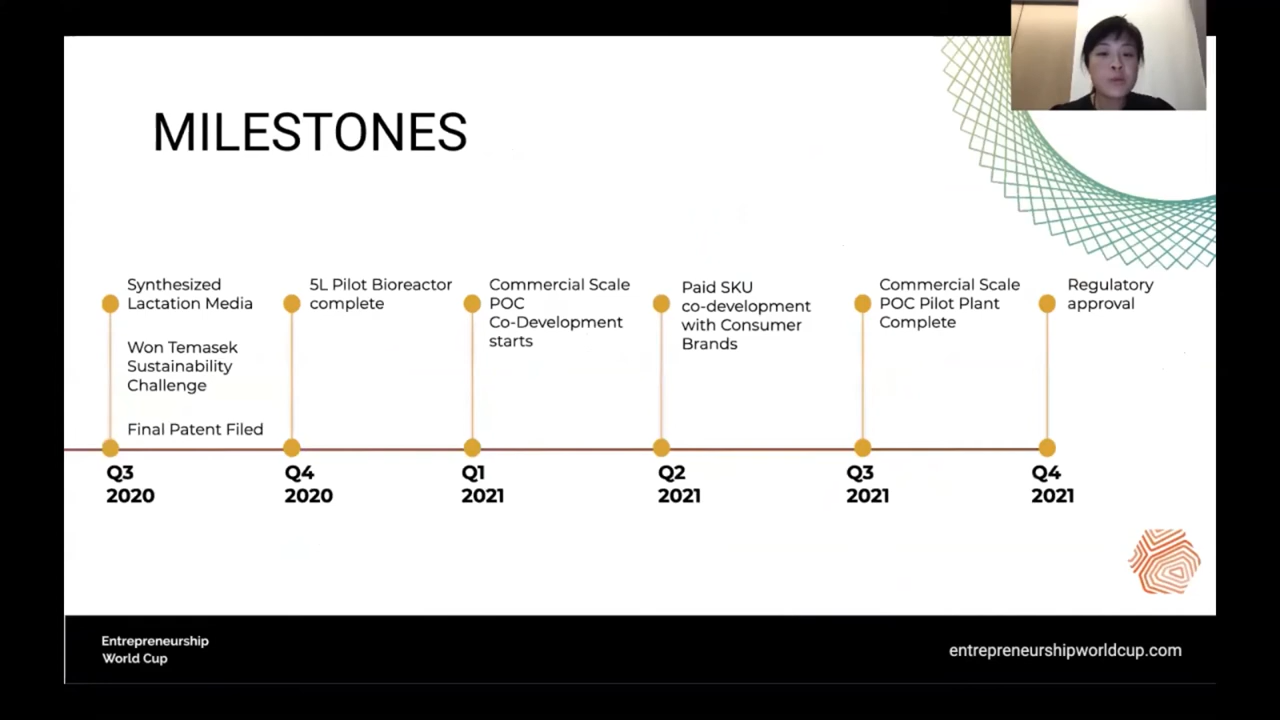 MILESTONES
Synthesized
Lactation Media
Won Temasek
Sustainability
Challenge
Final Patent Filed
5L Pilot Bioreactor
complete
Commercial Scale
POC
Co-Development
starts
Paid SKU
co-development
with Consumer
Brands
Commercial Scale
POC Pilot Plant
Complete
Regulatory
approval
Q3
2020
Q4
2020
Q1
2021
Q2
2021
Q3
2021
Q4
2021
Entrepreneurship
World Cup
entrepreneurshipworldcup.com